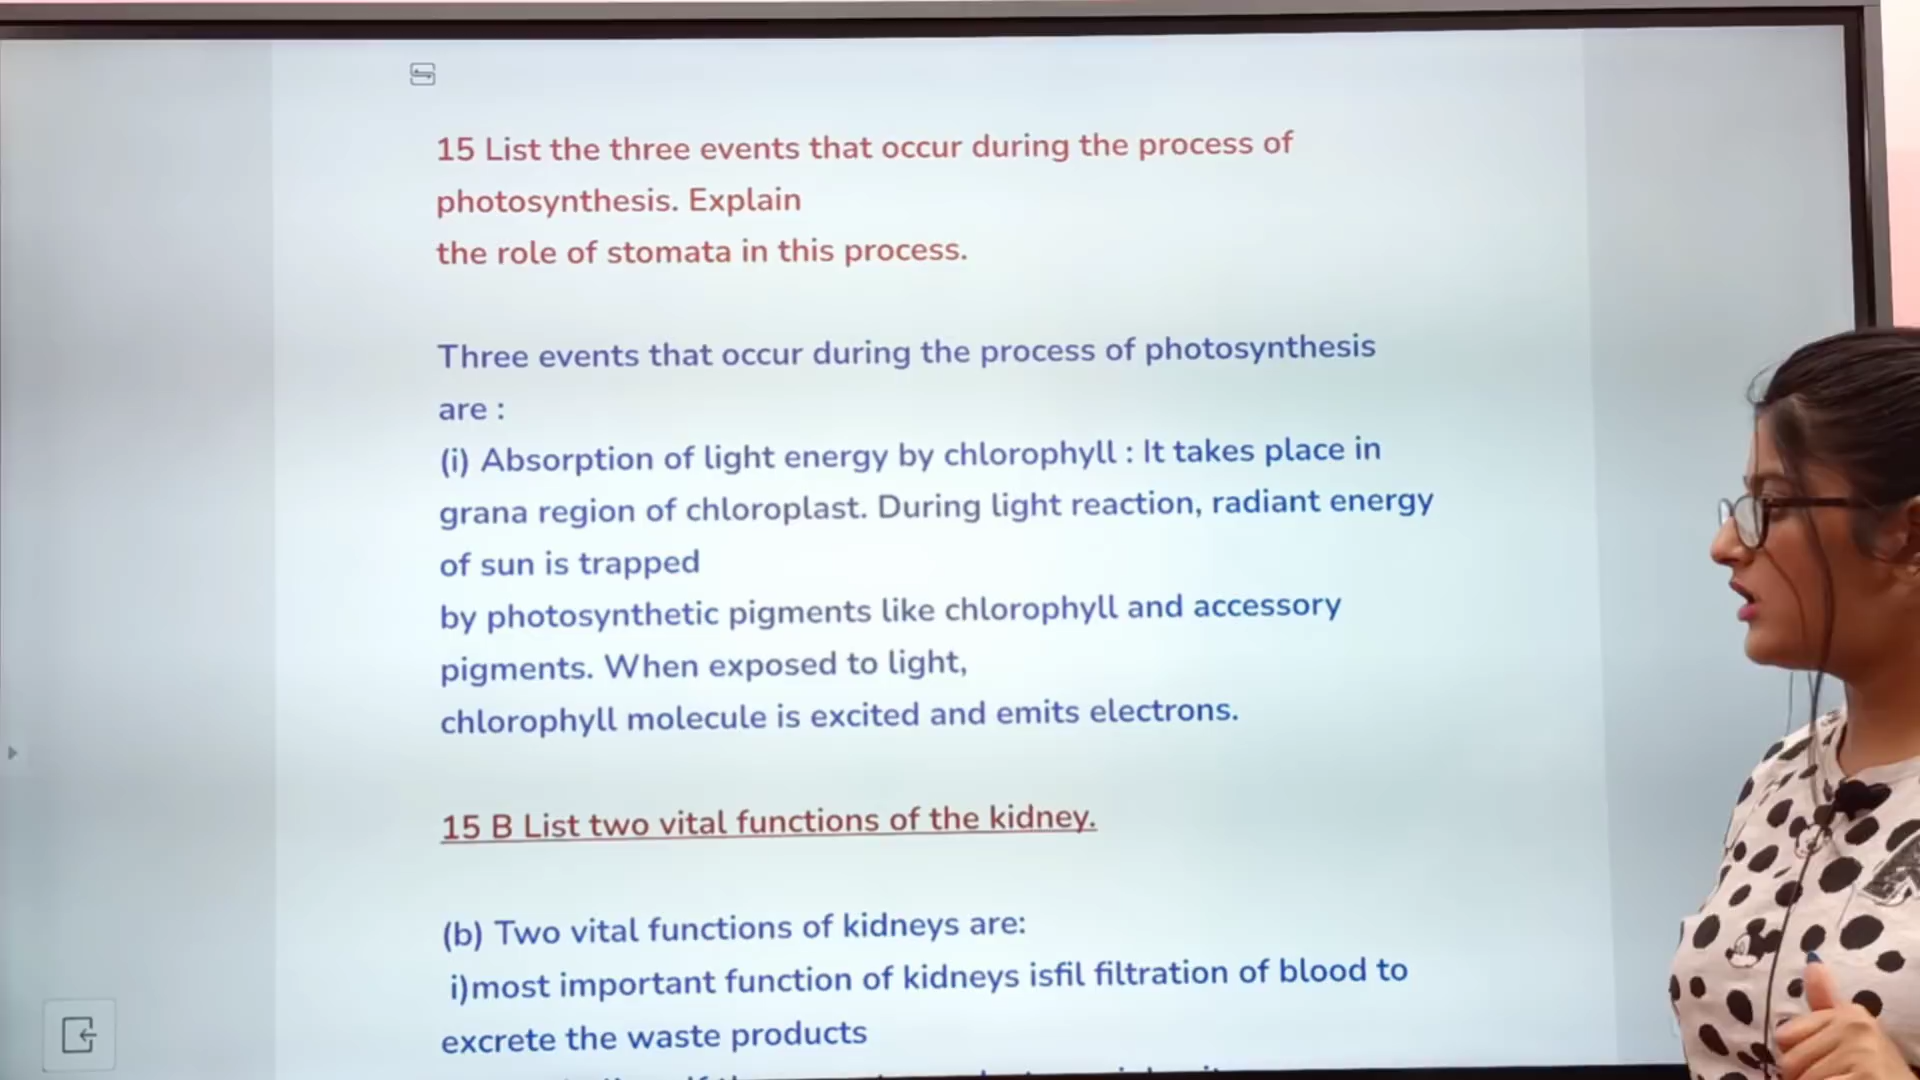 15 List the three events that occur during the process of
photosynthesis. Explain
the role of stomata in this process.
Three events that occur during the process of photosynthesis
are :
(i) Absorption of light energy by chlorophyll : It takes place in
grana region of chloroplast. During light reaction, radiant energy
of sun is trapped
by photosynthetic pigments like chlorophyll and accessory
pigments. When exposed to light,
chlorophyll molecule is excited and emits electrons.
15 B List two vital functions of the kidney.
(b) Two vital functions of kidneys are:
i)most important function of kidneys isfil filtration of blood to
excrete the waste products